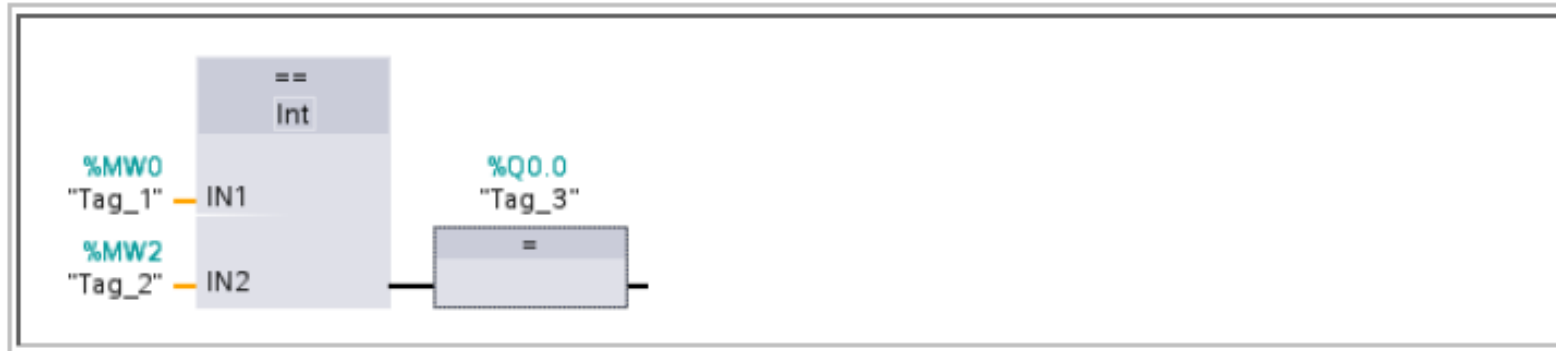 ==
Int
%MW0
"Tag_1"
IN1
%MW2
"Tag_2"
IN2
%Q0.0
"Tag_3"
=